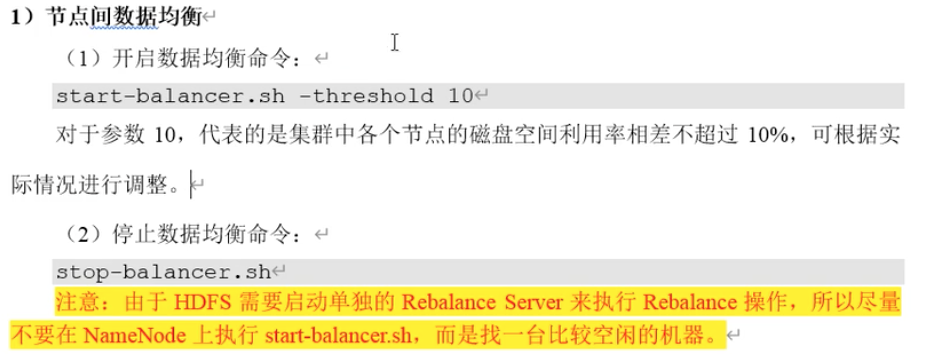 1）节点间数据均衡
（1）开启数据均衡命令：
start-balancer.sh -threshold 10
对于参数 10，代表的是集群中各个节点的磁盘空间利用率相差不超过 10%，可根据实
际情况进行调整。
（2）停止数据均衡命令：
stop-balancer.sh
注意：由于 HDFS 需要启动单独的 Rebalance Server 来执行 Rebalance 操作，所以尽量
不要在 NameNode 上执行 start-balancer.sh，而是找一台比较空闲的机器。